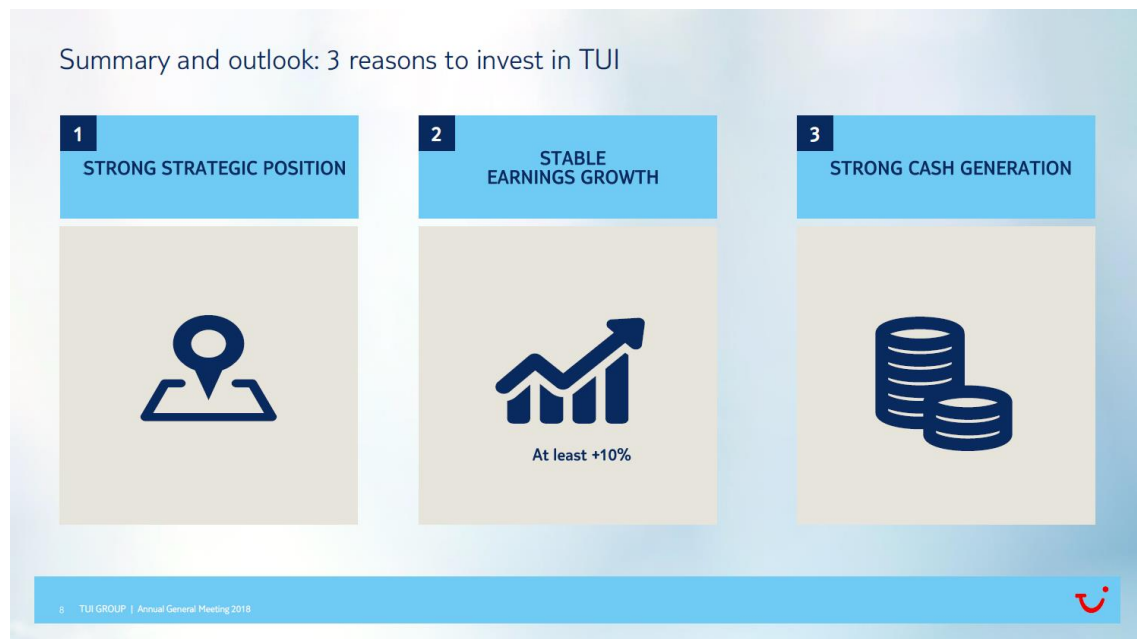 Summary and outlook: 3 reasons to invest in TUI
1
STRONG STRATEGIC POSITION
2
STABLE
EARNINGS GROWTH
At least +10%
3
STRONG CASH GENERATION
8 TUI GROUP | Annual General Meeting 2018